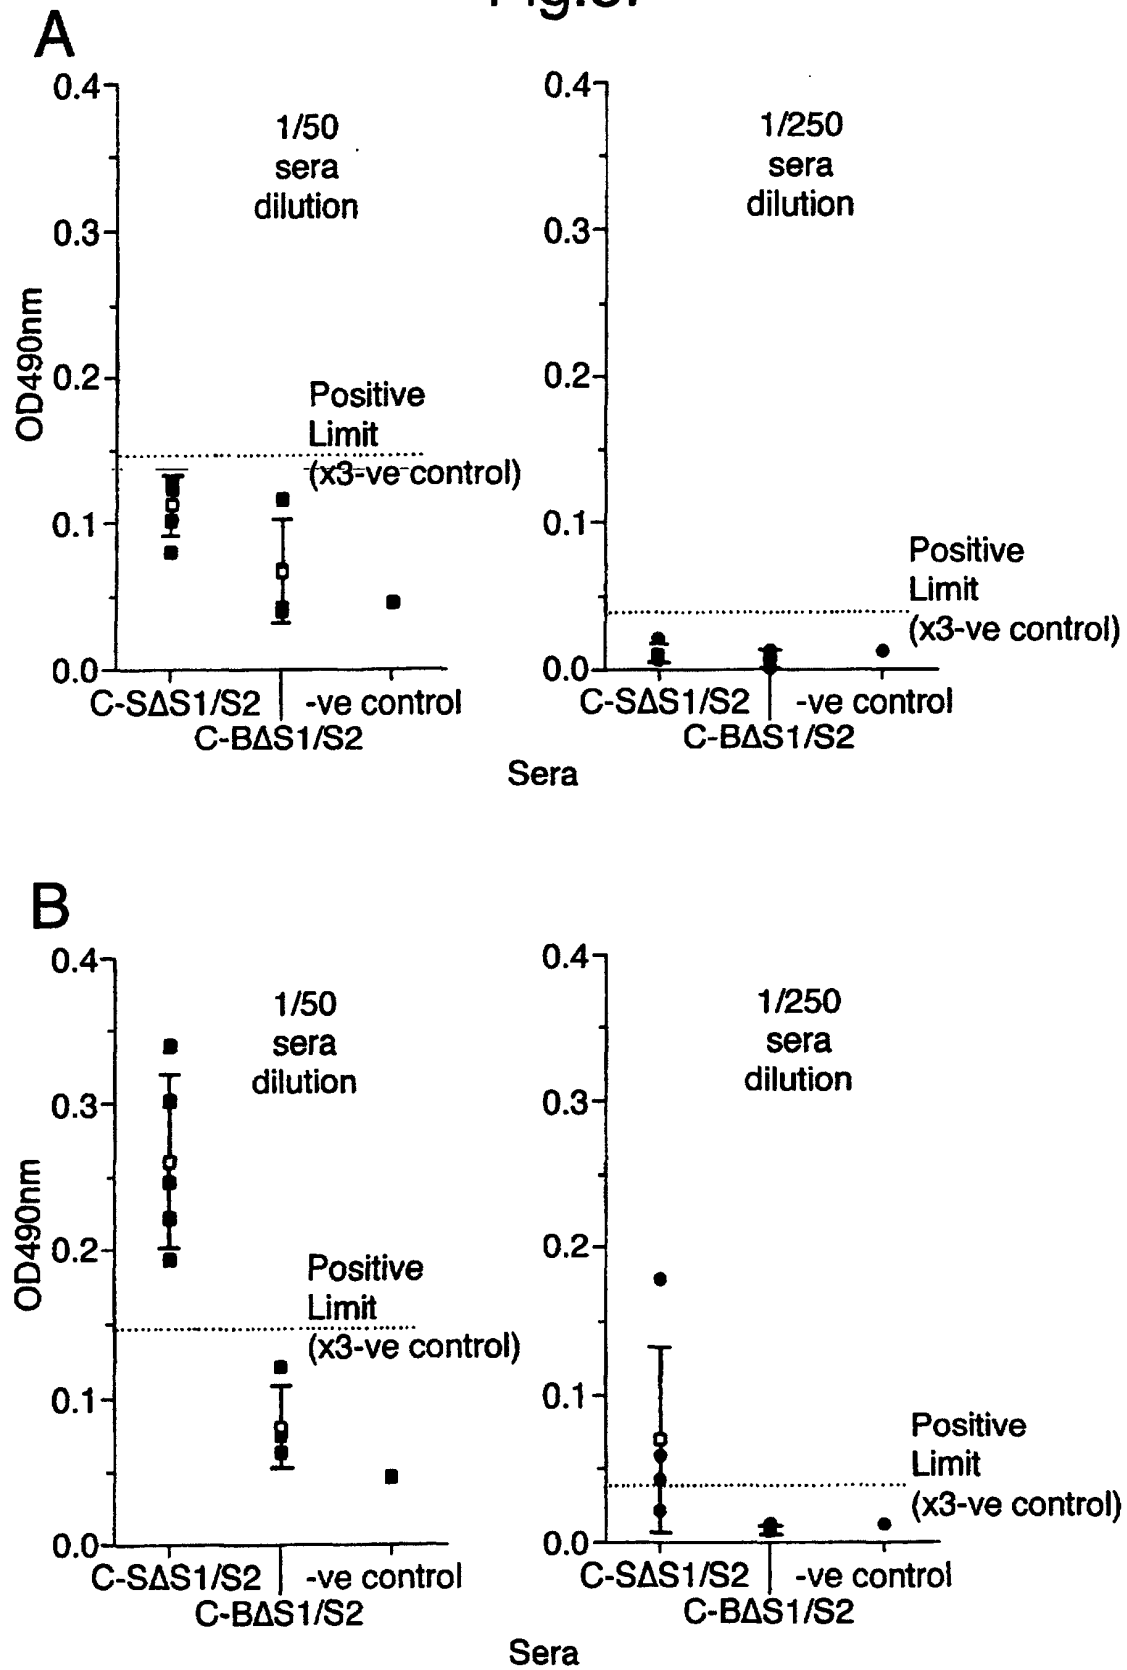 A
0.4
0.3
0.2
0.1
0.0
OD490nm
1/50
sera
dilution
Positive
Limit
(x3-ve control)
C-SΔS1/S2
-ve control
C-BΔS1/S2
0.4
0.3
0.2
0.1
0.0
1/250
sera
dilution
Positive
Limit
(x3-ve control)
C-SΔS1/S2
-ve control
C-BΔS1/S2
Sera
B
0.4
0.3
0.2
0.1
0.0
OD490nm
1/50
sera
dilution
Positive
Limit
(x3-ve control)
C-SΔS1/S2
-ve control
C-BΔS1/S2
0.4
0.3
0.2
0.1
0.0
1/250
sera
dilution
Positive
Limit
(x3-ve control)
C-SΔS1/S2
-ve control
C-BΔS1/S2
Sera